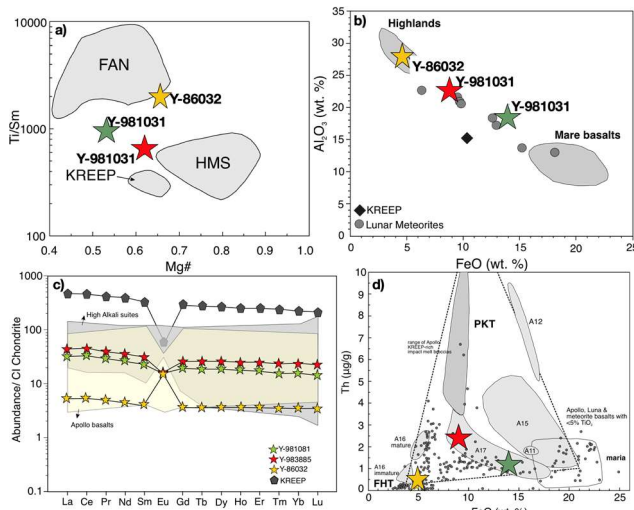 a)
10000
1000
100
Ti/Sm
0.4 0.5 0.6 0.7 0.8 0.9 1.0
Mg#
FAN
Y-86032
Y-981031
Y-981031
HMS
KREEP
b)
35
30
25
20
15
10
5
0
Al2O3 (wt. %)
0 5 10 15 20 25
FeO (wt. %)
Highlands
Y-86032
Y-981031
Y-981031
Mare basalts
KREEP
Lunar Meteorites
c)
1000
100
10
1
0.1
Abundance/ CI Chondrite
High Alkali suites
Apollo basalts
Y-981081
Y-983885
Y-86032
KREEP
La Ce Pr Nd Sm Eu Gd Tb Dy Ho Er Tm Yb Lu
d)
10
9
8
7
6
5
4
3
2
1
0
Th (µg/g)
0 5 10 15 20 25
FeO (wt. %)
PKT
A12
range of Apollo
KREEP-rich
impact melt breccias
Apollo, Luna &
meteorite basalts with
<5% TiO2
A15
A16
mature
A17
A11
maria
A16
immature
FHT